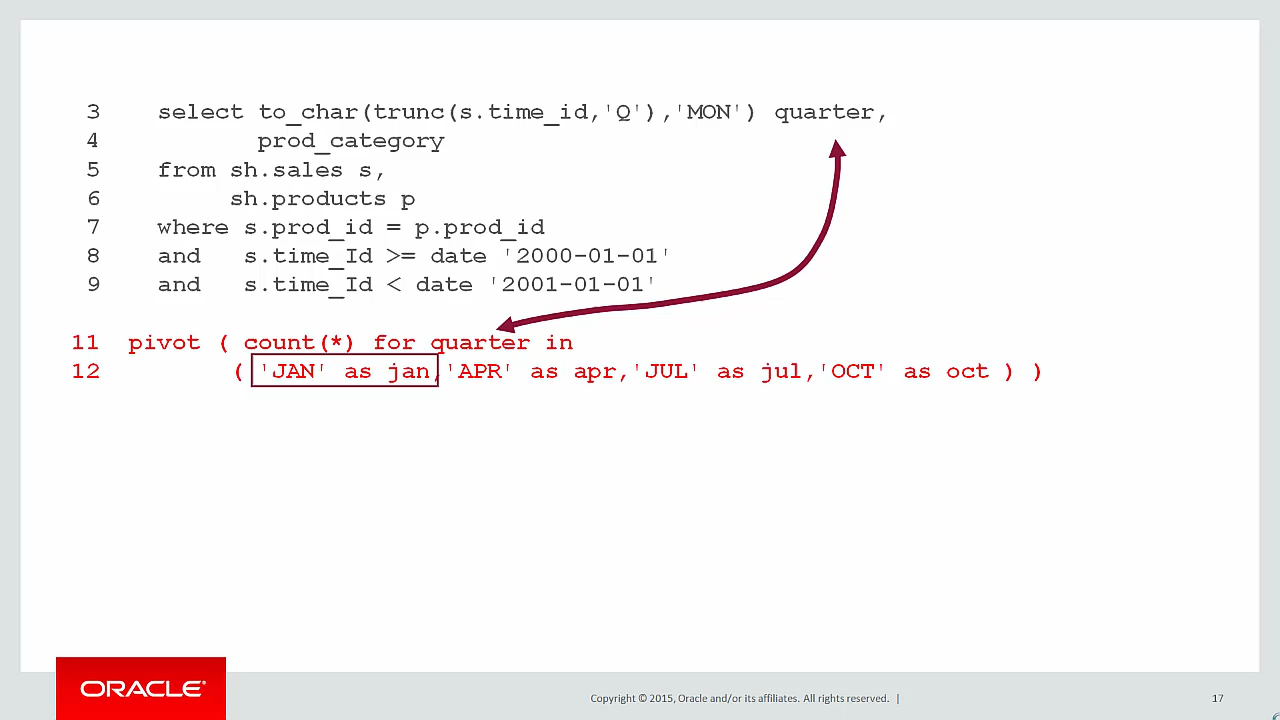 3 select to_char(trunc(s.time_id,'Q'),'MON') quarter,
4 prod_category
5 from sh.sales s,
6 sh.products p
7 where s.prod_id = p.prod_id
8 and s.time_Id >= date '2000-01-01'
9 and s.time_Id < date '2001-01-01'
11 pivot ( count(*) for quarter in
12 ( 'JAN' as jan,'APR' as apr,'JUL' as jul,'OCT' as oct ) )
ORACLE®
Copyright © 2015, Oracle and/or its affiliates. All rights reserved. |
17